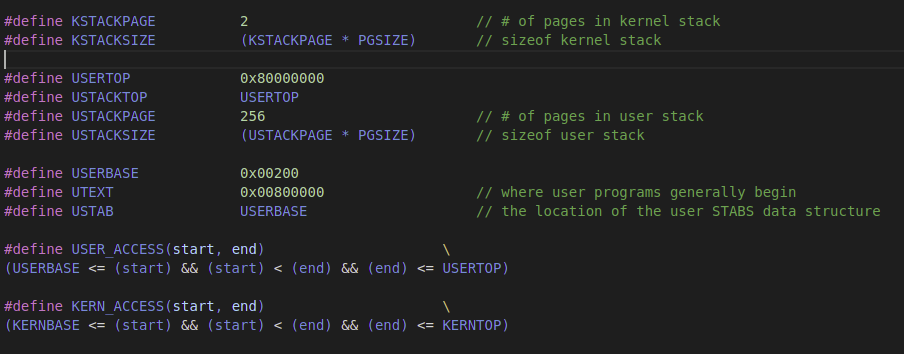 #define KSTACKPAGE          2                           // # of pages in kernel stack
#define KSTACKSIZE          (KSTACKPAGE * PGSIZE)       // sizeof kernel stack
#define USERTOP             0x80000000
#define USTACKTOP           USERTOP
#define USTACKPAGE          256                         // # of pages in user stack
#define USTACKSIZE          (USTACKPAGE * PGSIZE)       // sizeof user stack
#define USERBASE            0x00200
#define UTEXT               0x00800000                  // where user programs generally begin
#define USTAB               USERBASE                    // the location of the user STABS data structure
#define USER_ACCESS(start, end)                     \
(USERBASE <= (start) && (start) < (end) && (end) <= USERTOP)
#define KERN_ACCESS(start, end)                     \
(KERNBASE <= (start) && (start) < (end) && (end) <= KERNTOP)